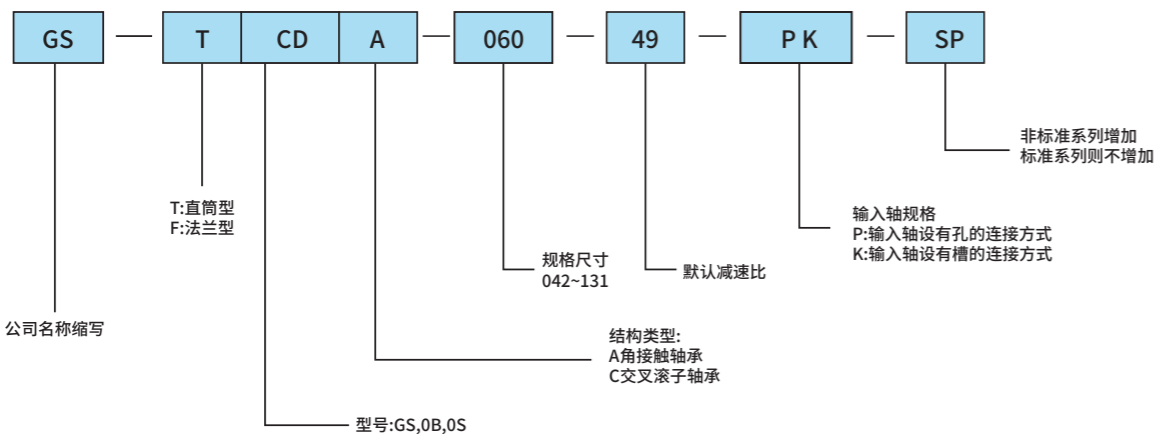 GS — T CD A — 060 — 49 — P K — SP
非标准系列增加
标准系列则不增加
T:直筒型
F:法兰型
输入轴规格
P:输入轴设有孔的连接方式
K:输入轴设有槽的连接方式
规格尺寸
042~131
默认减速比
公司名称缩写
结构类型:
A角接触轴承
C交叉滚子轴承
型号:GS,0B,0S